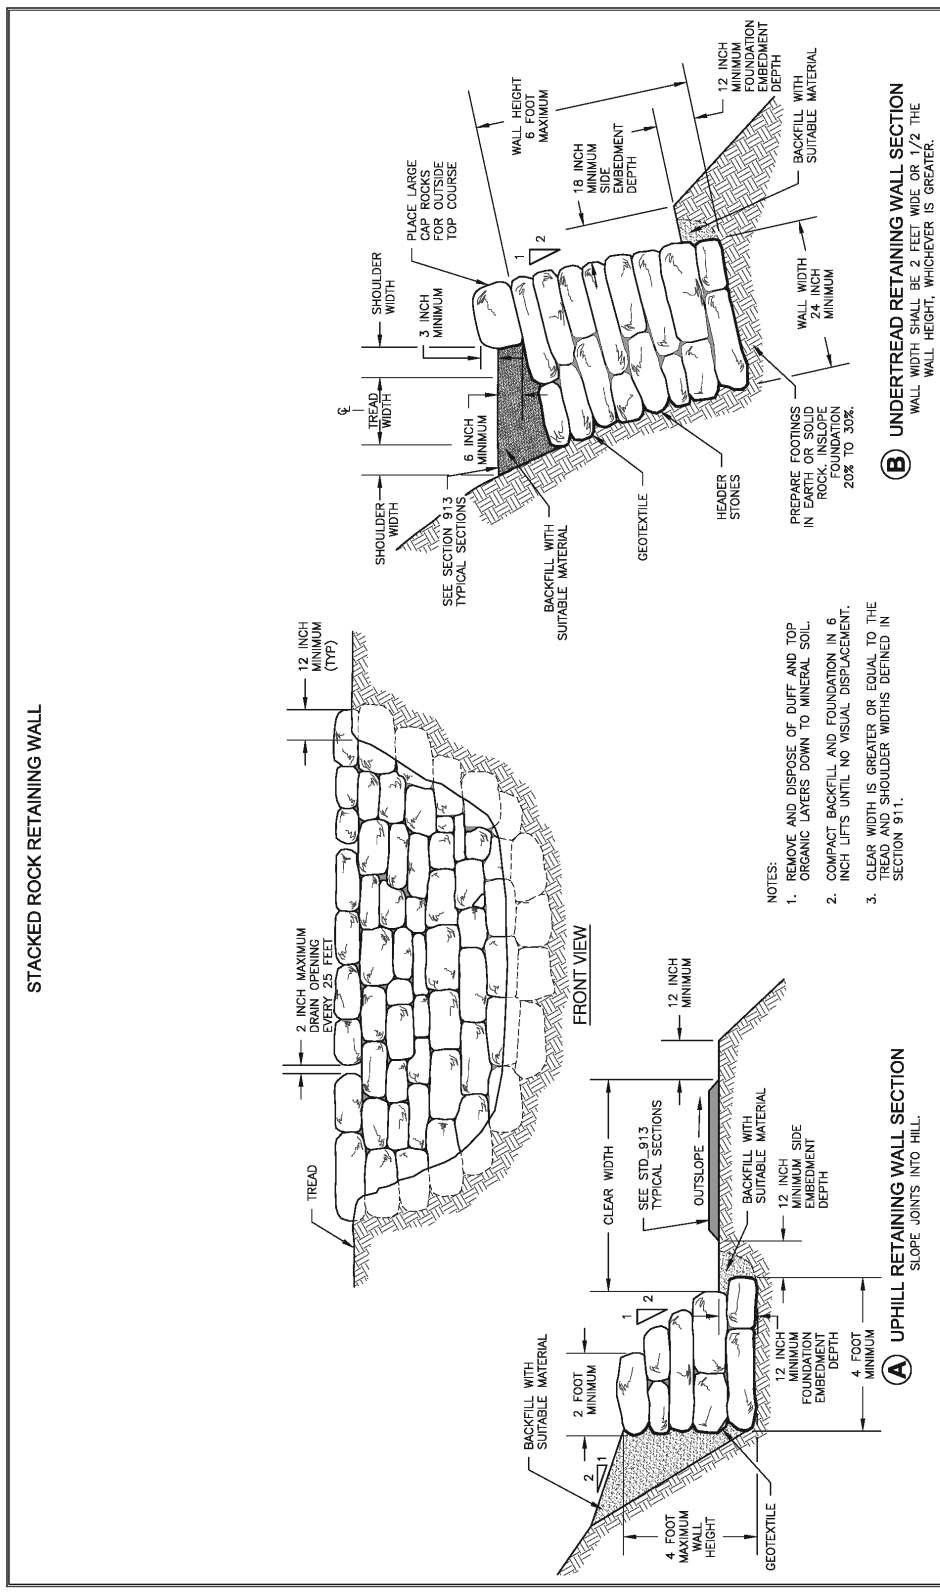 STACKED ROCK RETAINING WALL
TREAD
2 INCH MAXIMUM
DRAIN OPENING
EVERY 25 FEET
12 INCH
MINIMUM
(TYP)
FRONT VIEW
BACKFILL WITH
SUITABLE MATERIAL
2
1
2 FOOT
MINIMUM
1
2
4 FOOT
MAXIMUM
WALL
HEIGHT
GEOTEXTILE
CLEAR WIDTH
SEE STD_913
TYPICAL SECTIONS
OUTSLOPE
12 INCH
MINIMUM
BACKFILL WITH
SUITABLE MATERIAL
12 INCH
MINIMUM SIDE
EMBEDMENT
DEPTH
12 INCH
MINIMUM
FOUNDATION
EMBEDMENT
DEPTH
4 FOOT
MINIMUM
A UPHILL RETAINING WALL SECTION
SLOPE JOINTS INTO HILL.
NOTES:
1. REMOVE AND DISPOSE OF DUFF AND TOP
ORGANIC LAYERS DOWN TO MINERAL SOIL.
2. COMPACT BACKFILL AND FOUNDATION IN 6
INCH LIFTS UNTIL NO VISUAL DISPLACEMENT.
3. CLEAR WIDTH IS GREATER OR EQUAL TO THE
TREAD AND SHOULDER WIDTHS DEFINED IN
SECTION 911.
SHOULDER
WIDTH
℄
TREAD
WIDTH
SHOULDER
WIDTH
3 INCH
MINIMUM
6 INCH
MINIMUM
SEE SECTION 913
TYPICAL SECTIONS
PLACE LARGE
CAP ROCKS
FOR OUTSIDE
TOP COURSE
WALL HEIGHT
6 FOOT
MAXIMUM
1
2
18 INCH
MINIMUM
SIDE
EMBEDMENT
DEPTH
12 INCH
MINIMUM
FOUNDATION
EMBEDMENT
DEPTH
BACKFILL WITH
SUITABLE MATERIAL
BACKFILL WITH
SUITABLE MATERIAL
GEOTEXTILE
HEADER
STONES
WALL WIDTH
24 INCH
MINIMUM
PREPARE FOOTINGS
IN EARTH OR SOLID
ROCK. INSLOPE
FOUNDATION
20% TO 30%.
B UNDERTREAD RETAINING WALL SECTION
WALL WIDTH SHALL BE 2 FEET WIDE OR 1/2 THE
WALL HEIGHT, WHICHEVER IS GREATER.